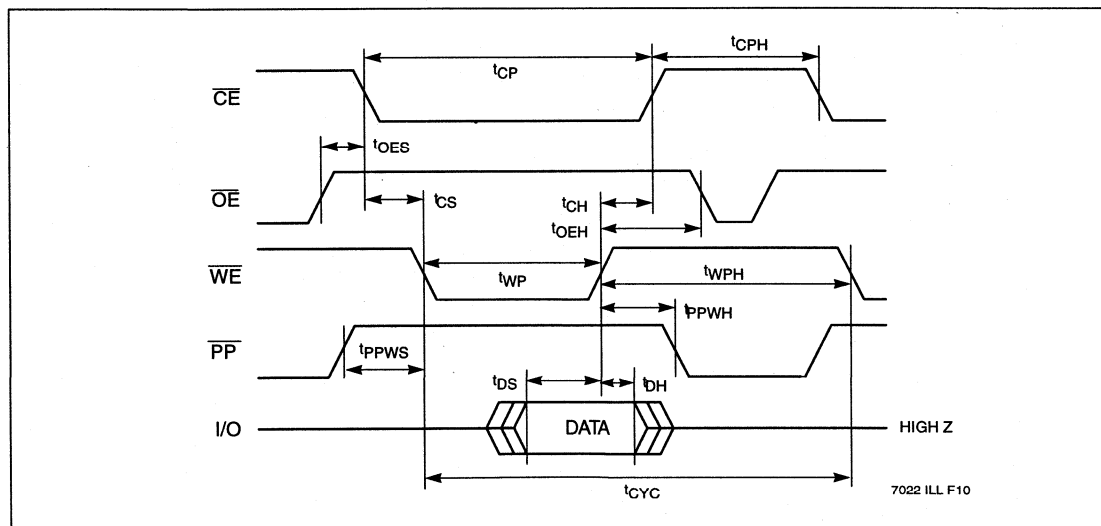 tCPH
tCP
CE
tOES
OE
tCS
tCH
tOEH
WE
tWP
tWPH
tPPWH
PP
tPPWS
tDS
tDH
I/O
DATA
HIGH Z
tCYC
7022 ILL F10